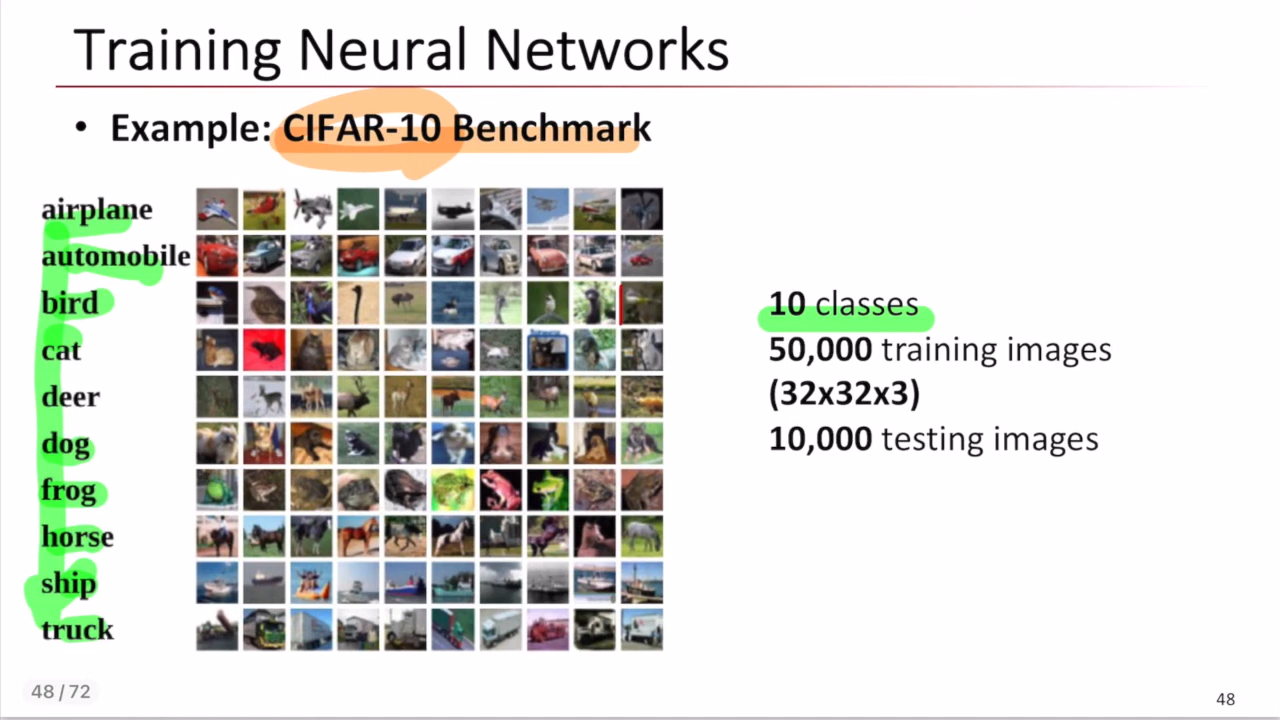 Training Neural Networks
• Example: CIFAR-10 Benchmark
airplane
automobile
bird
cat
deer
dog
frog
horse
ship
truck
10 classes
50,000 training images
(32x32x3)
10,000 testing images
48 / 72
48